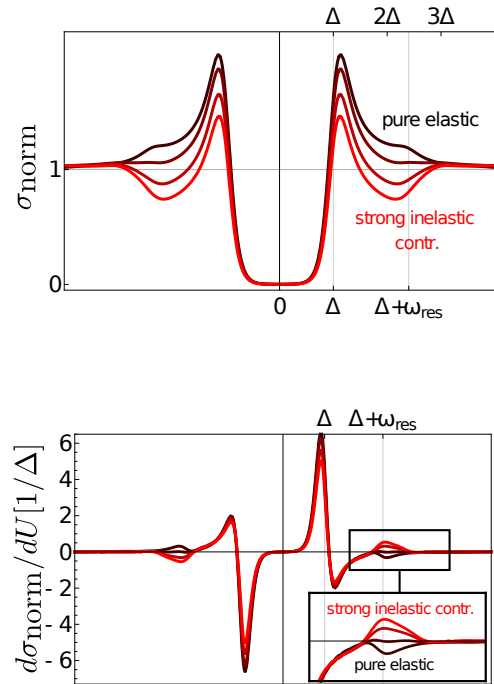 Δ 2Δ 3Δ
σnorm
pure elastic
1
strong inelastic
contr.
0
0 Δ Δ+ωres
Δ Δ+ωres
dσnorm/dU [1/Δ]
6
4
2
0
- 2
- 4
- 6
strong inelastic contr.
pure elastic